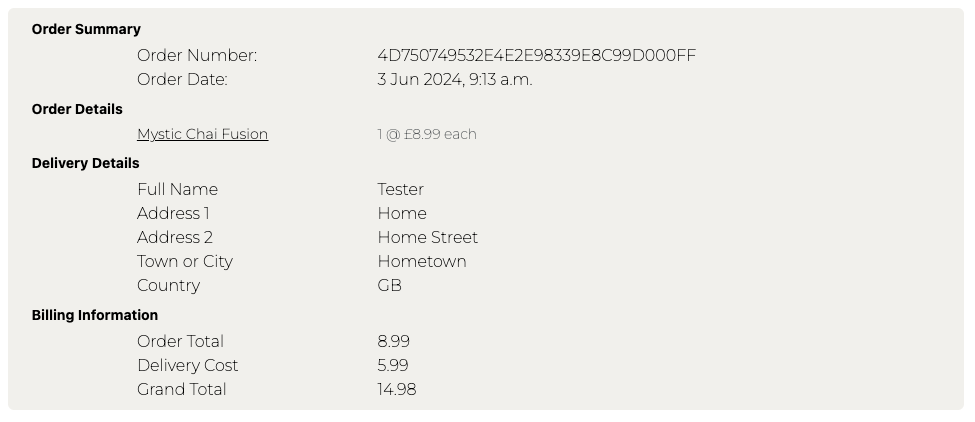 Order Summary
Order Number: 4D750749532E4E2E98339E8C99D000FF
Order Date: 3 Jun 2024, 9:13 a.m.
Order Details
Mystic Chai Fusion 1 @ £8.99 each
Delivery Details
Full Name Tester
Address 1 Home
Address 2 Home Street
Town or City Hometown
Country GB
Billing Information
Order Total 8.99
Delivery Cost 5.99
Grand Total 14.98